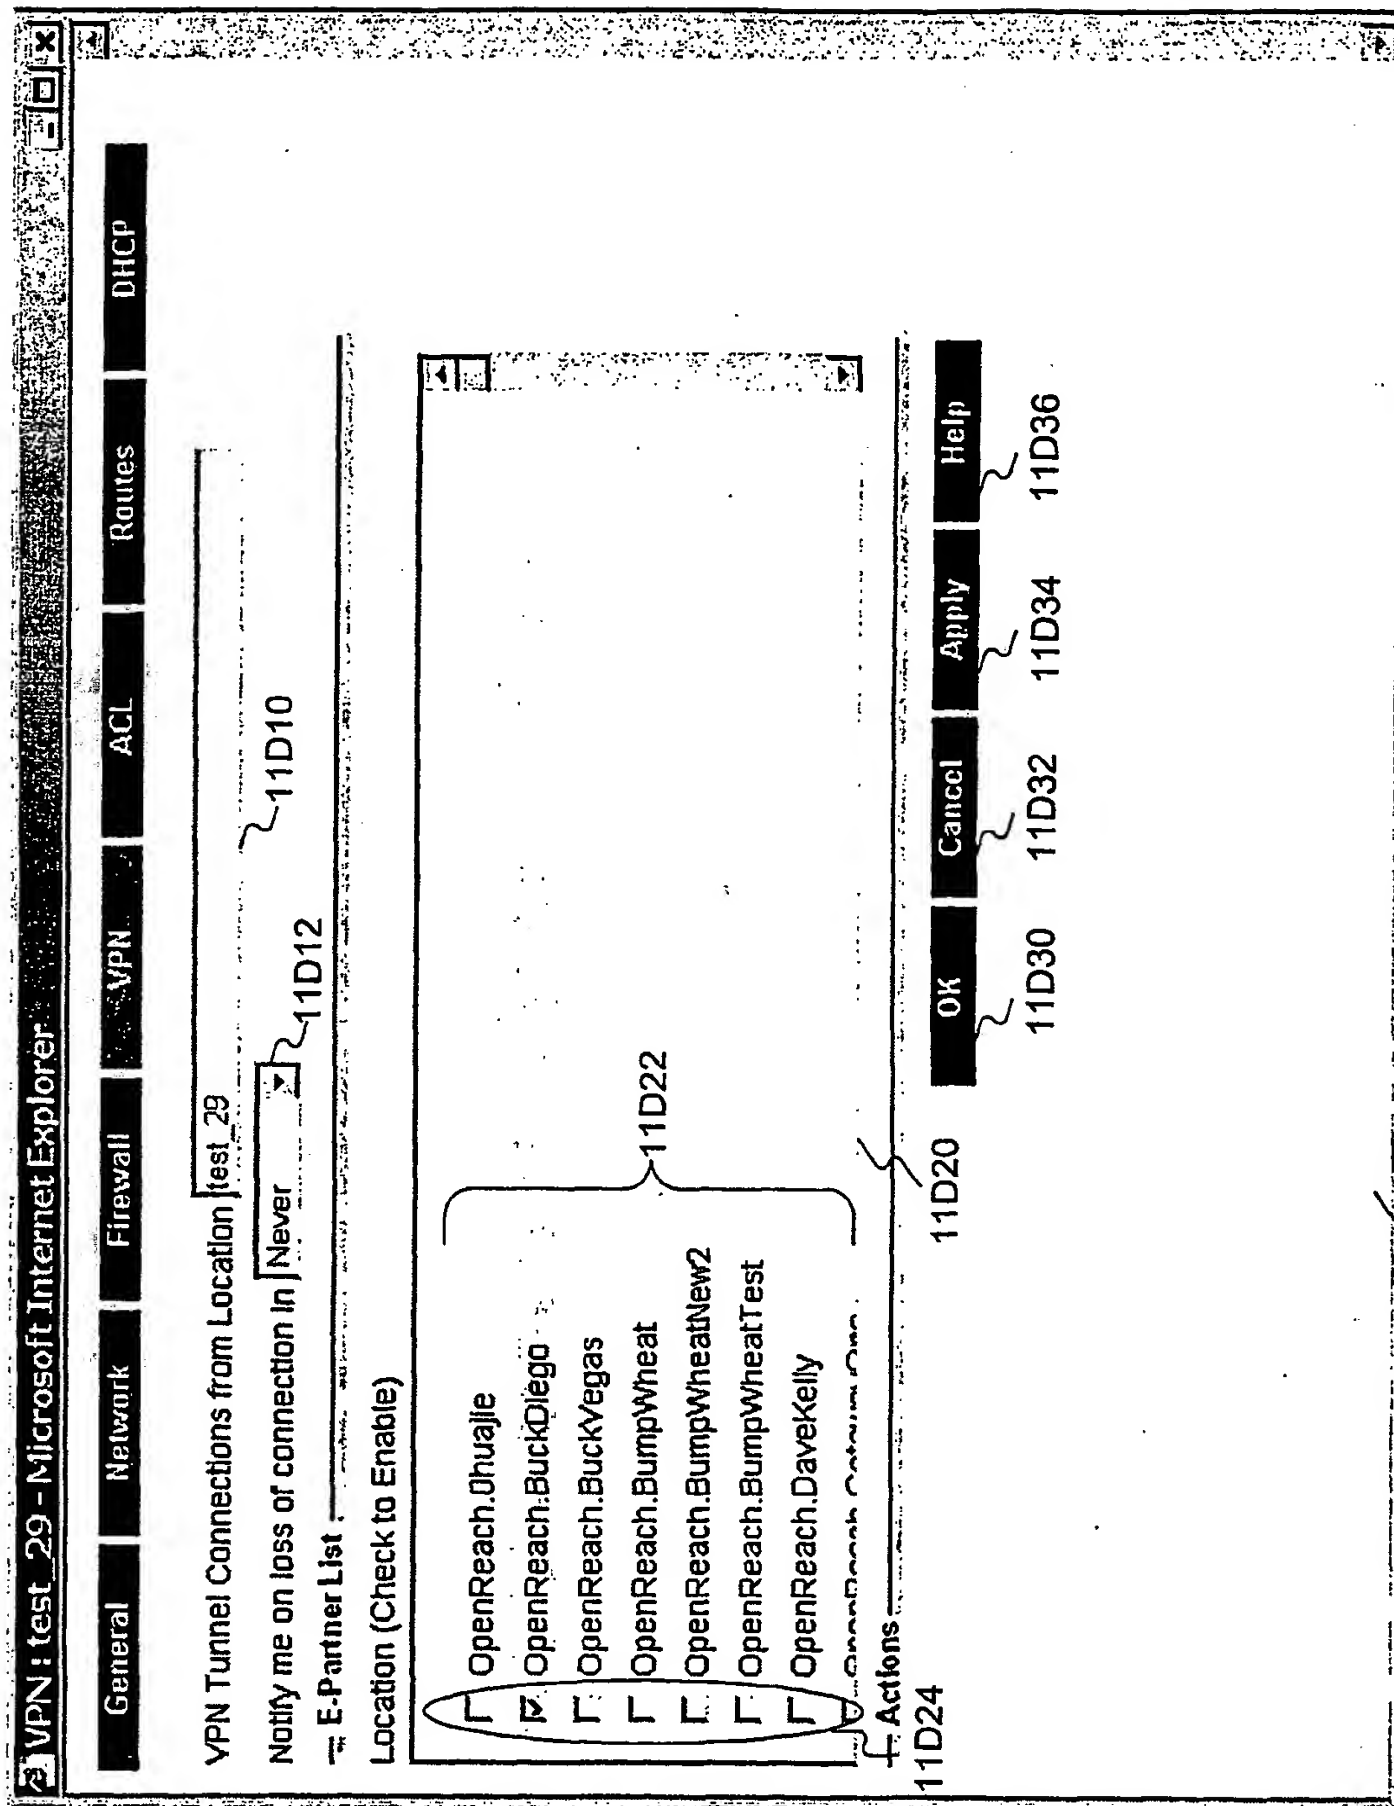 VPN : test_29 - Microsoft Internet Explorer
General Network Firewall VPN ACL Routes DHCP
VPN Tunnel Connections from Location test_29
11D10
Notify me on loss of connection in Never
11D12
E-Partner List
Location (Check to Enable)
OpenReach.0huajie
OpenReach.BuckDiego
OpenReach.BuckVegas
OpenReach.BumpWheat
OpenReach.BumpWheatNew2
OpenReach.BumpWheatTest
OpenReach.DaveKelly
11D22
Actions
11D24
11D20
OK Cancel Apply Help
11D30 11D32 11D34 11D36